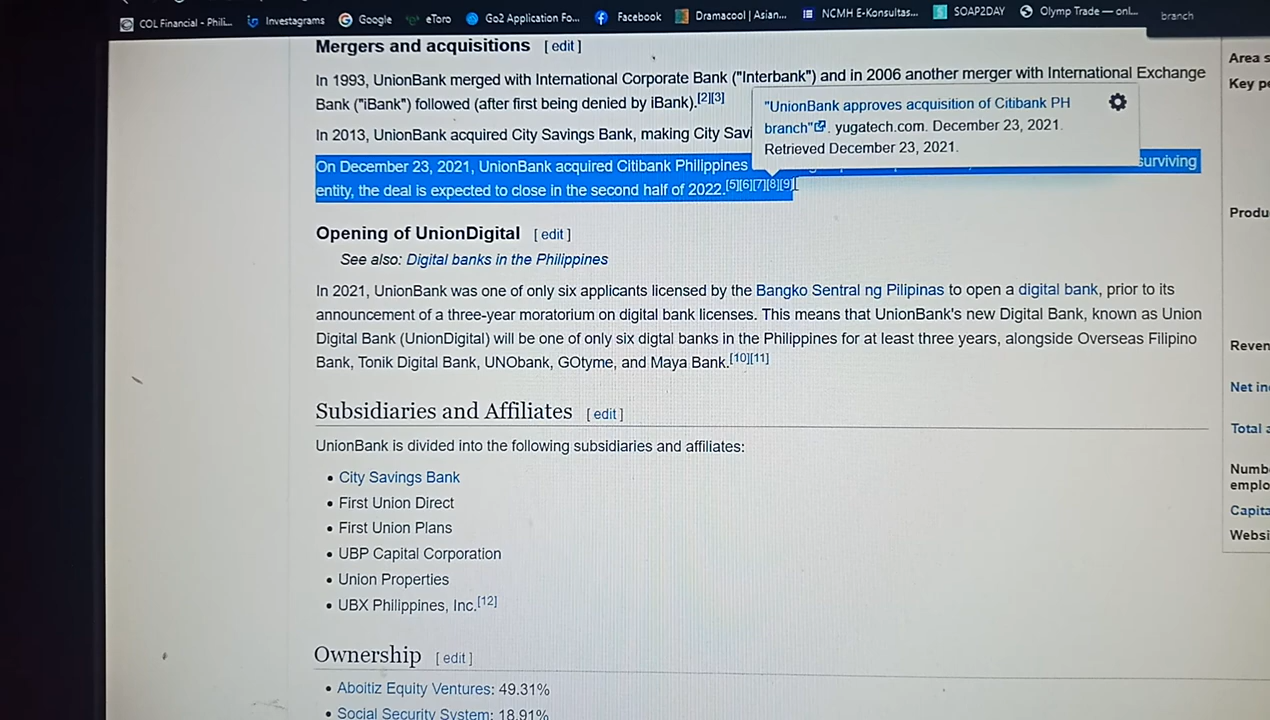 COL Financial - Phili... Investagrams Google eToro Go2 Application Fo... Facebook Dramacool | Asian... NCMH E-Konsultas... SOAP2DAY Olymp Trade — onl... branch
Mergers and acquisitions [ edit ]
In 1993, UnionBank merged with International Corporate Bank ("Interbank") and in 2006 another merger with International Exchange
Bank ("iBank") followed (after first being denied by iBank).[2][3]
"UnionBank approves acquisition of Citibank PH
branch". yugatech.com. December 23, 2021.
Retrieved December 23, 2021.
In 2013, UnionBank acquired City Savings Bank, making City Savi
On December 23, 2021, UnionBank acquired Citibank Philippines surviving
entity, the deal is expected to close in the second half of 2022.[5][6][7][8][9]
Opening of UnionDigital [ edit ]
See also: Digital banks in the Philippines
In 2021, UnionBank was one of only six applicants licensed by the Bangko Sentral ng Pilipinas to open a digital bank, prior to its
announcement of a three-year moratorium on digital bank licenses. This means that UnionBank's new Digital Bank, known as Union
Digital Bank (UnionDigital) will be one of only six digtal banks in the Philippines for at least three years, alongside Overseas Filipino
Bank, Tonik Digital Bank, UNObank, GOtyme, and Maya Bank.[10][11]
Subsidiaries and Affiliates [ edit ]
UnionBank is divided into the following subsidiaries and affiliates:
• City Savings Bank
• First Union Direct
• First Union Plans
• UBP Capital Corporation
• Union Properties
• UBX Philippines, Inc.[12]
Ownership [ edit ]
• Aboitiz Equity Ventures: 49.31%
• Social Security System: 18.91%
Area s
Key pe
Produ
Reven
Net in
Total a
Numb
emplo
Capita
Websi